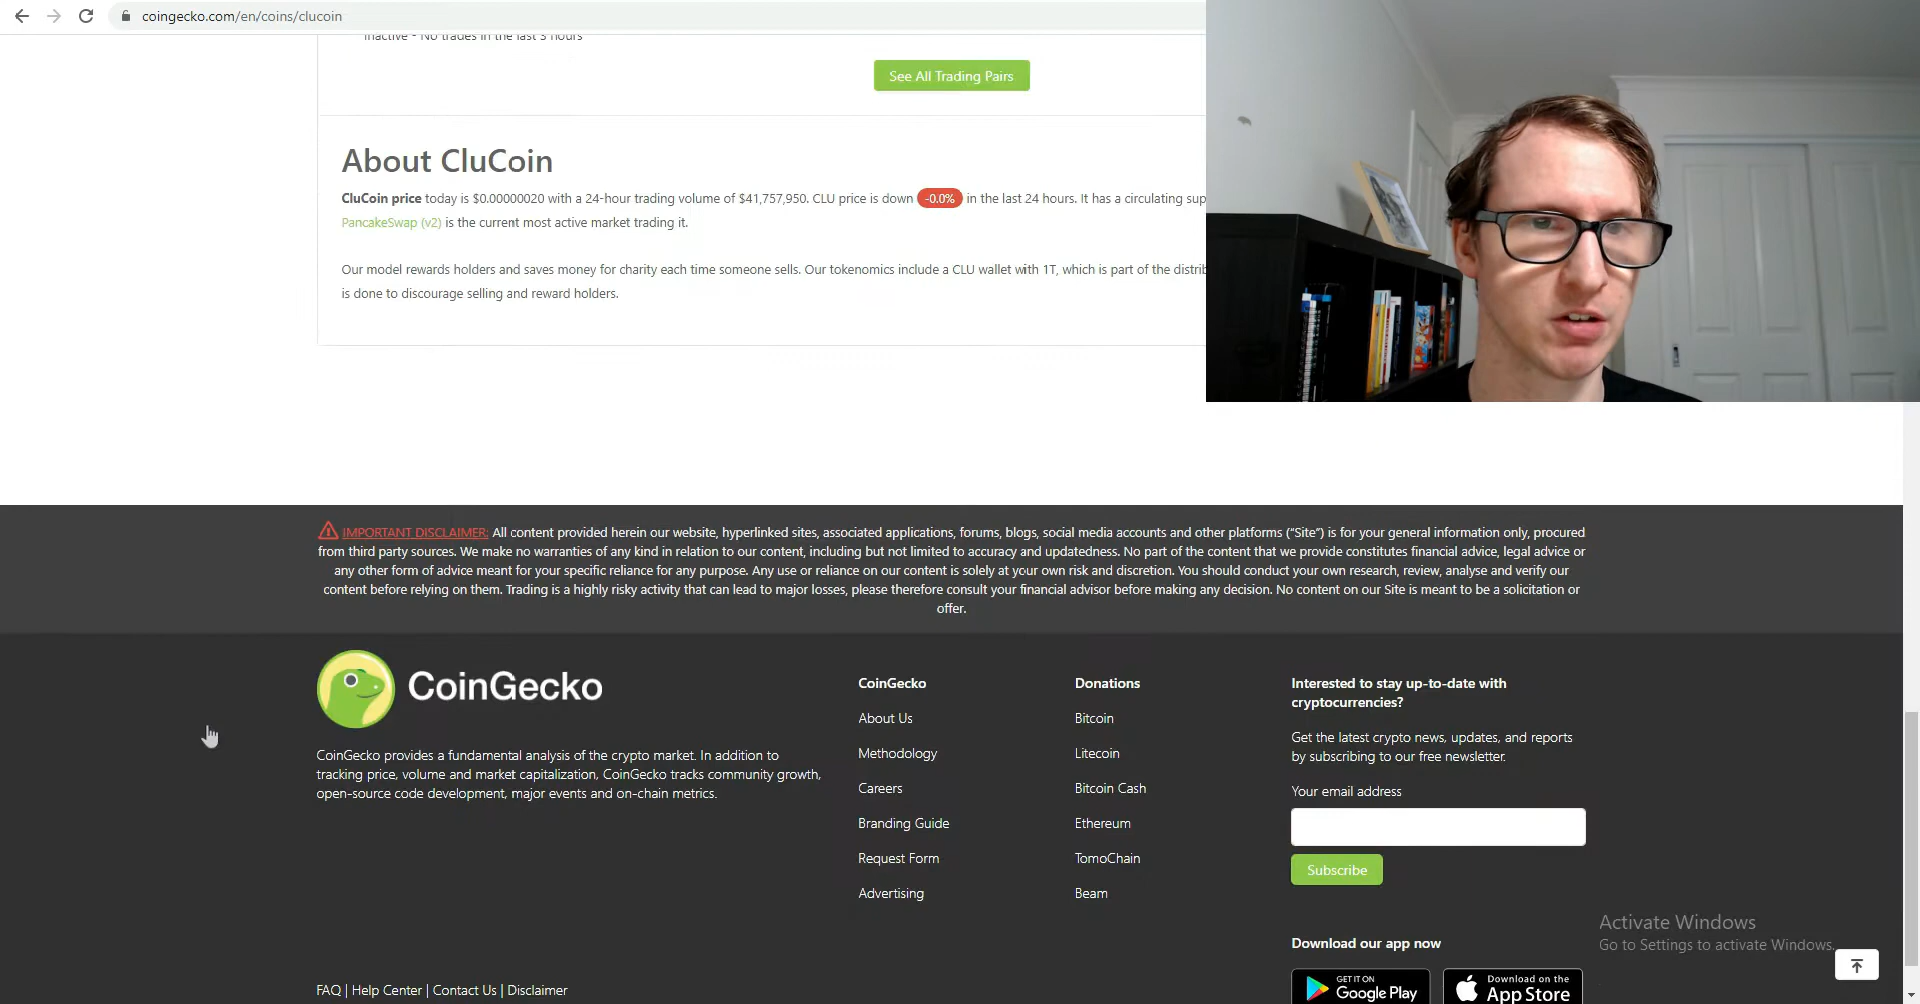 coingecko.com/en/coins/clucoin
Inactive - No trades in the last 3 hours
See All Trading Pairs
About CluCoin
CluCoin price today is $0.00000020 with a 24-hour trading volume of $41,757,950. CLU price is down -0.0% in the last 24 hours. It has a circulating
PancakeSwap (v2) is the current most active market trading it.
Our model rewards holders and saves money for charity each time someone sells. Our tokenomics include a CLU wallet with 1T, which is part of the
is done to discourage selling and reward holders.
IMPORTANT DISCLAIMER: All content provided herein our website, hyperlinked sites, associated applications, forums, blogs, social media accounts and other platforms (“Site”) is for your general information only, procured
from third party sources. We make no warranties of any kind in relation to our content, including but not limited to accuracy and updatedness. No part of the content that we provide constitutes financial advice, legal advice or
any other form of advice meant for your specific reliance for any purpose. Any use or reliance on our content is solely at your own risk and discretion. You should conduct your own research, review, analyse and verify our
content before relying on them. Trading is a highly risky activity that can lead to major losses, please therefore consult your financial advisor before making any decision. No content on our Site is meant to be a solicitation or
offer.
CoinGecko
CoinGecko provides a fundamental analysis of the crypto market. In addition to
tracking price, volume and market capitalization, CoinGecko tracks community growth,
open-source code development, major events and on-chain metrics.
CoinGecko
About Us
Methodology
Careers
Branding Guide
Request Form
Advertising
Donations
Bitcoin
Litecoin
Bitcoin Cash
Ethereum
TomoChain
Beam
Interested to stay up-to-date with
cryptocurrencies?
Get the latest crypto news, updates, and reports
by subscribing to our free newsletter.
Your email address
Subscribe
Download our app now
GET IT ON
Google Play
Download on the
App Store
Activate Windows
Go to Settings to activate Windows.
FAQ | Help Center | Contact Us | Disclaimer